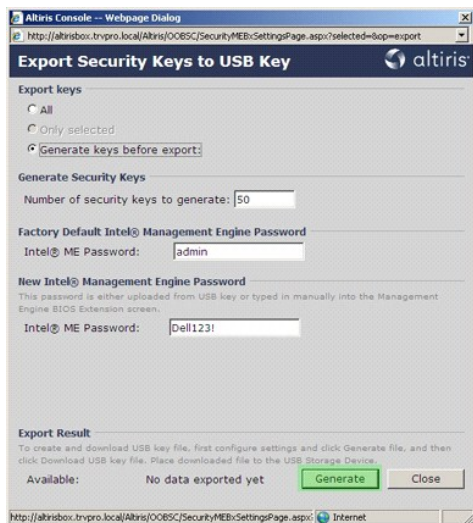 Altiris Console -- Webpage Dialog
http://altirisbox.trvpro.local/Altiris/OOBSC/SecurityMEBxSettingsPage.aspx?selected=&op=export
Export Security Keys to USB Key
altiris
Export keys
All
Only selected
Generate keys before export:
Generate Security Keys
Number of security keys to generate: 50
Factory Default Intel® Management Engine Password
Intel® ME Password: admin
New Intel® Management Engine Password
This password is either uploaded from USB key or typed in manually into the Management
Engine BIOS Extension screen.
Intel® ME Password: Dell123!
Export Result
To create and download USB key file, first configure settings and click Generate file, and then
click Download USB key file. Place downloaded file to the USB Storage Device.
Available: No data exported yet Generate Close
http://altirisbox.trvpro.local/Altiris/OOBSC/SecurityMEBxSettingsPage.aspx? Internet